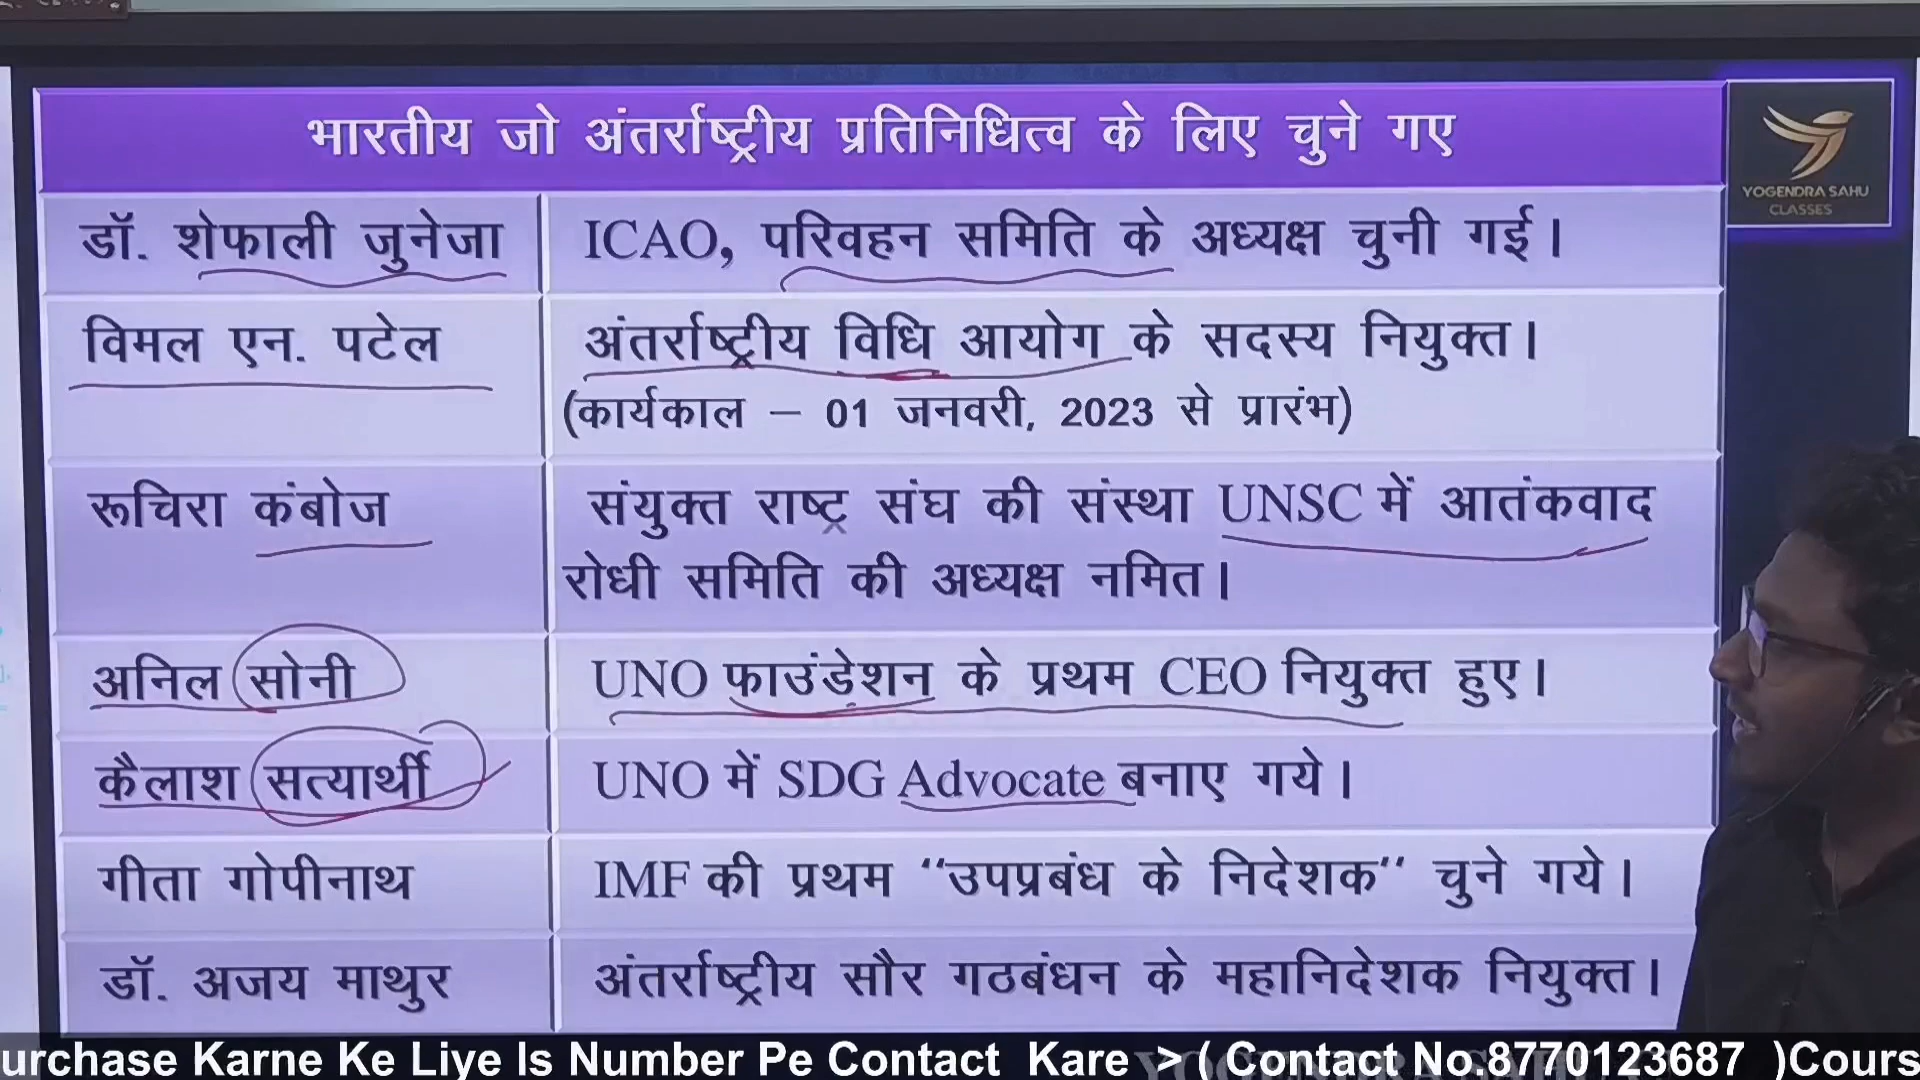 भारतीय जो अंतर्राष्ट्रीय प्रतिनिधित्व के लिए चुने गए
YOGENDRA SAHU
CLASSES
डॉ. शेफाली जुनेजा
ICAO, परिवहन समिति के अध्यक्ष चुनी गई।
विमल एन. पटेल
अंतर्राष्ट्रीय विधि आयोग के सदस्य नियुक्त।
(कार्यकाल – 01 जनवरी, 2023 से प्रारंभ)
रूचिरा कंबोज
संयुक्त राष्ट्र संघ की संस्था UNSC में आतंकवाद
रोधी समिति की अध्यक्ष नमित।
अनिल सोनी
UNO फाउंडेशन के प्रथम CEO नियुक्त हुए।
कैलाश सत्यार्थी
UNO में SDG Advocate बनाए गये।
गीता गोपीनाथ
IMF की प्रथम “उपप्रबंध के निदेशक“ चुने गये।
डॉ. अजय माथुर
अंतर्राष्ट्रीय सौर गठबंधन के महानिदेशक नियुक्त।
urchase Karne Ke Liye Is Number Pe Contact Kare > ( Contact No.8770123687 )Cours